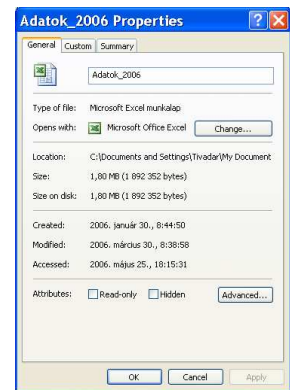 Adatok_2006 Properties
General Custom Summary
Adatok_2006
Type of file: Microsoft Excel munkalap
Opens with: Microsoft Office Excel Change...
Location: C:\Documents and Settings\Tivadar\My Document
Size: 1,80 MB (1 892 352 bytes)
Size on disk: 1,80 MB (1 892 352 bytes)
Created: 2006. január 30., 8:44:50
Modified: 2006. március 30., 8:38:58
Accessed: 2006. május 25., 18:15:31
Attributes: Read-only Hidden Advanced...
OK Cancel Apply